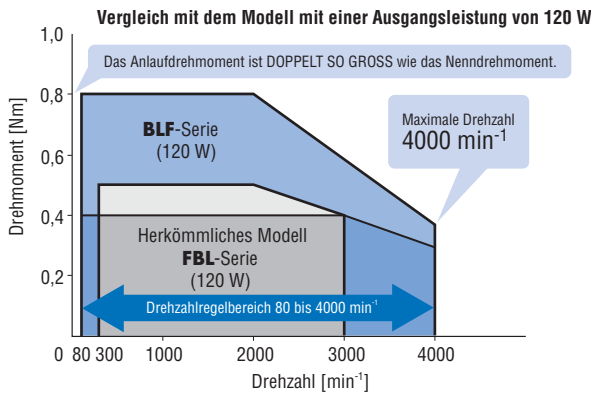 Vergleich mit dem Modell mit einer Ausgangsleistung von 120 W
1,0
Das Anlaufdrehmoment ist DOPPELT SO GROSS wie das Nenndrehmoment.
0,8
BLF-Serie
(120 W)
Maximale Drehzahl
4000 min⁻¹
0,6
Drehmoment [Nm]
0,4
Herkömmliches Modell
FBL-Serie
(120 W)
0,2
Drehzahlregelbereich 80 bis 4000 min⁻¹
0 80 300 1000 2000 3000 4000
Drehzahl [min⁻¹]